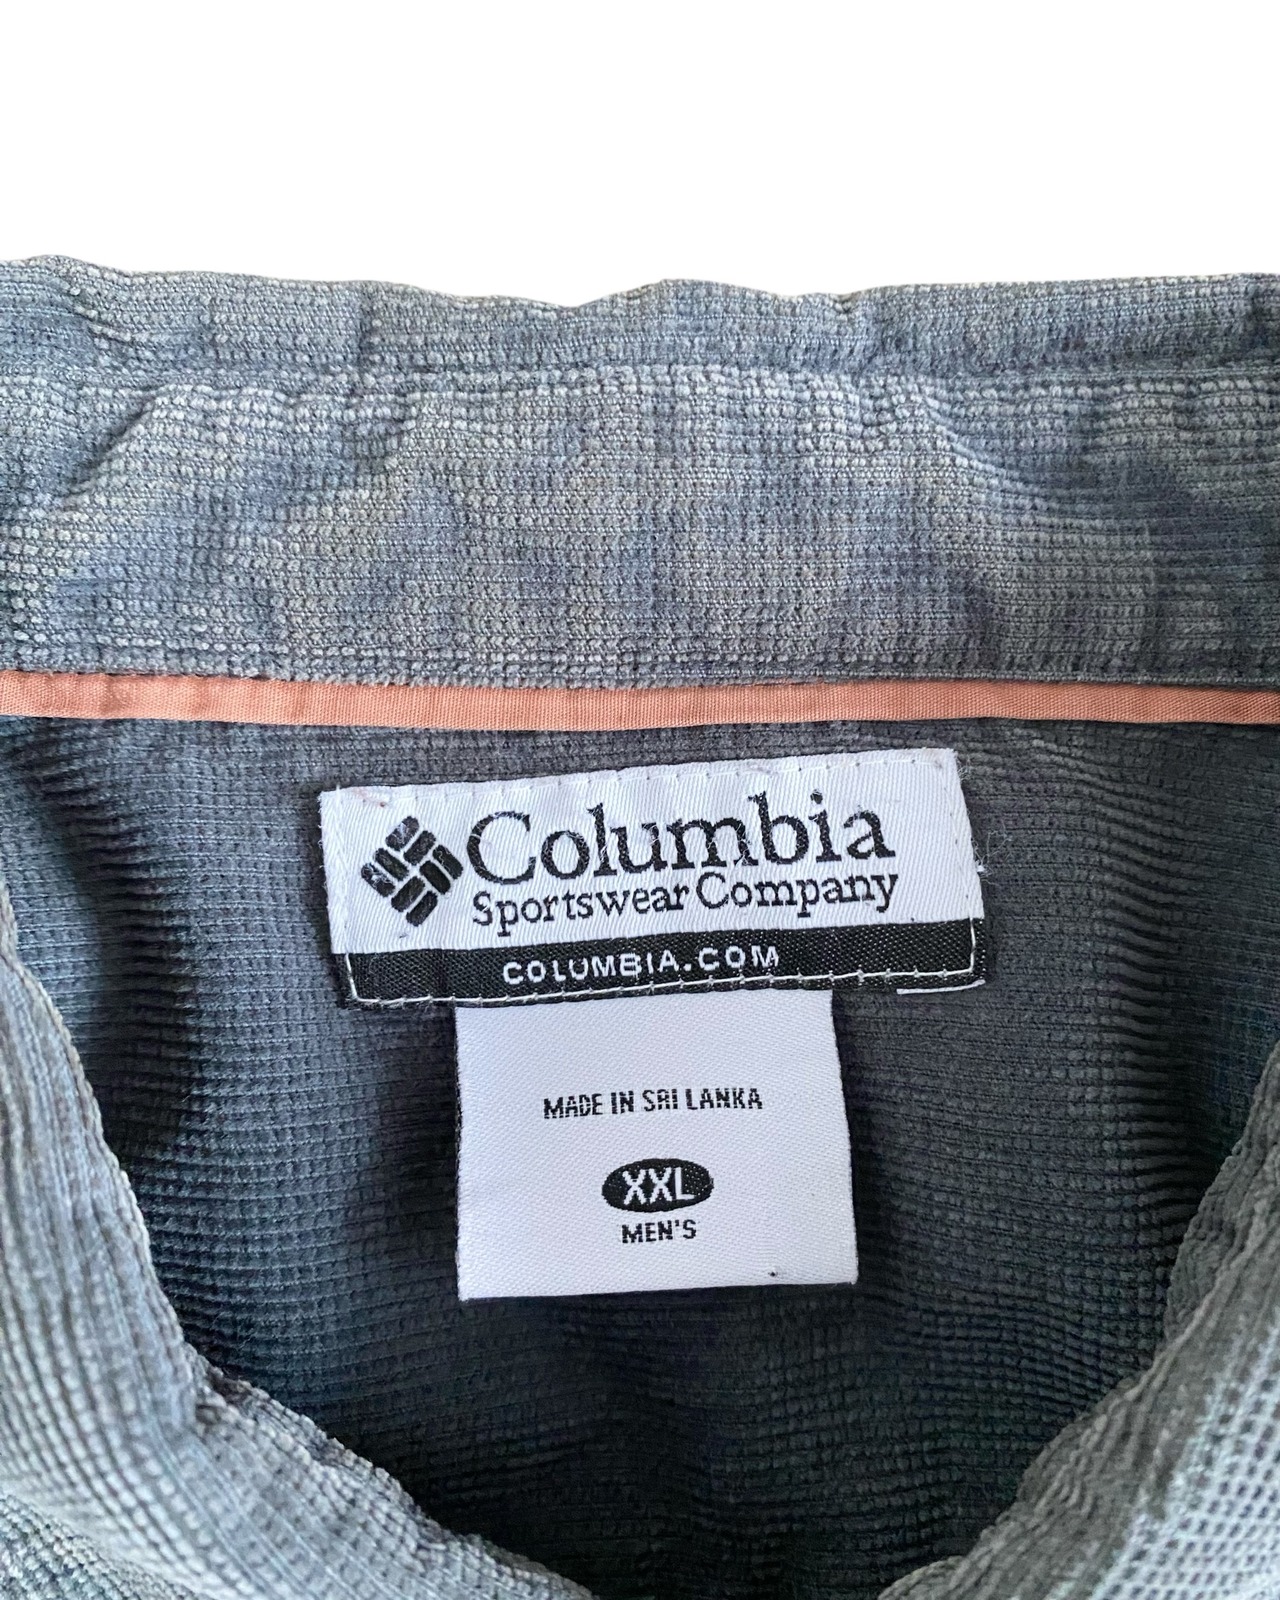 Columbia
Sportswear Company
COLUMBIA.COM
MADE IN SRI LANKA
XXL
MEN'S